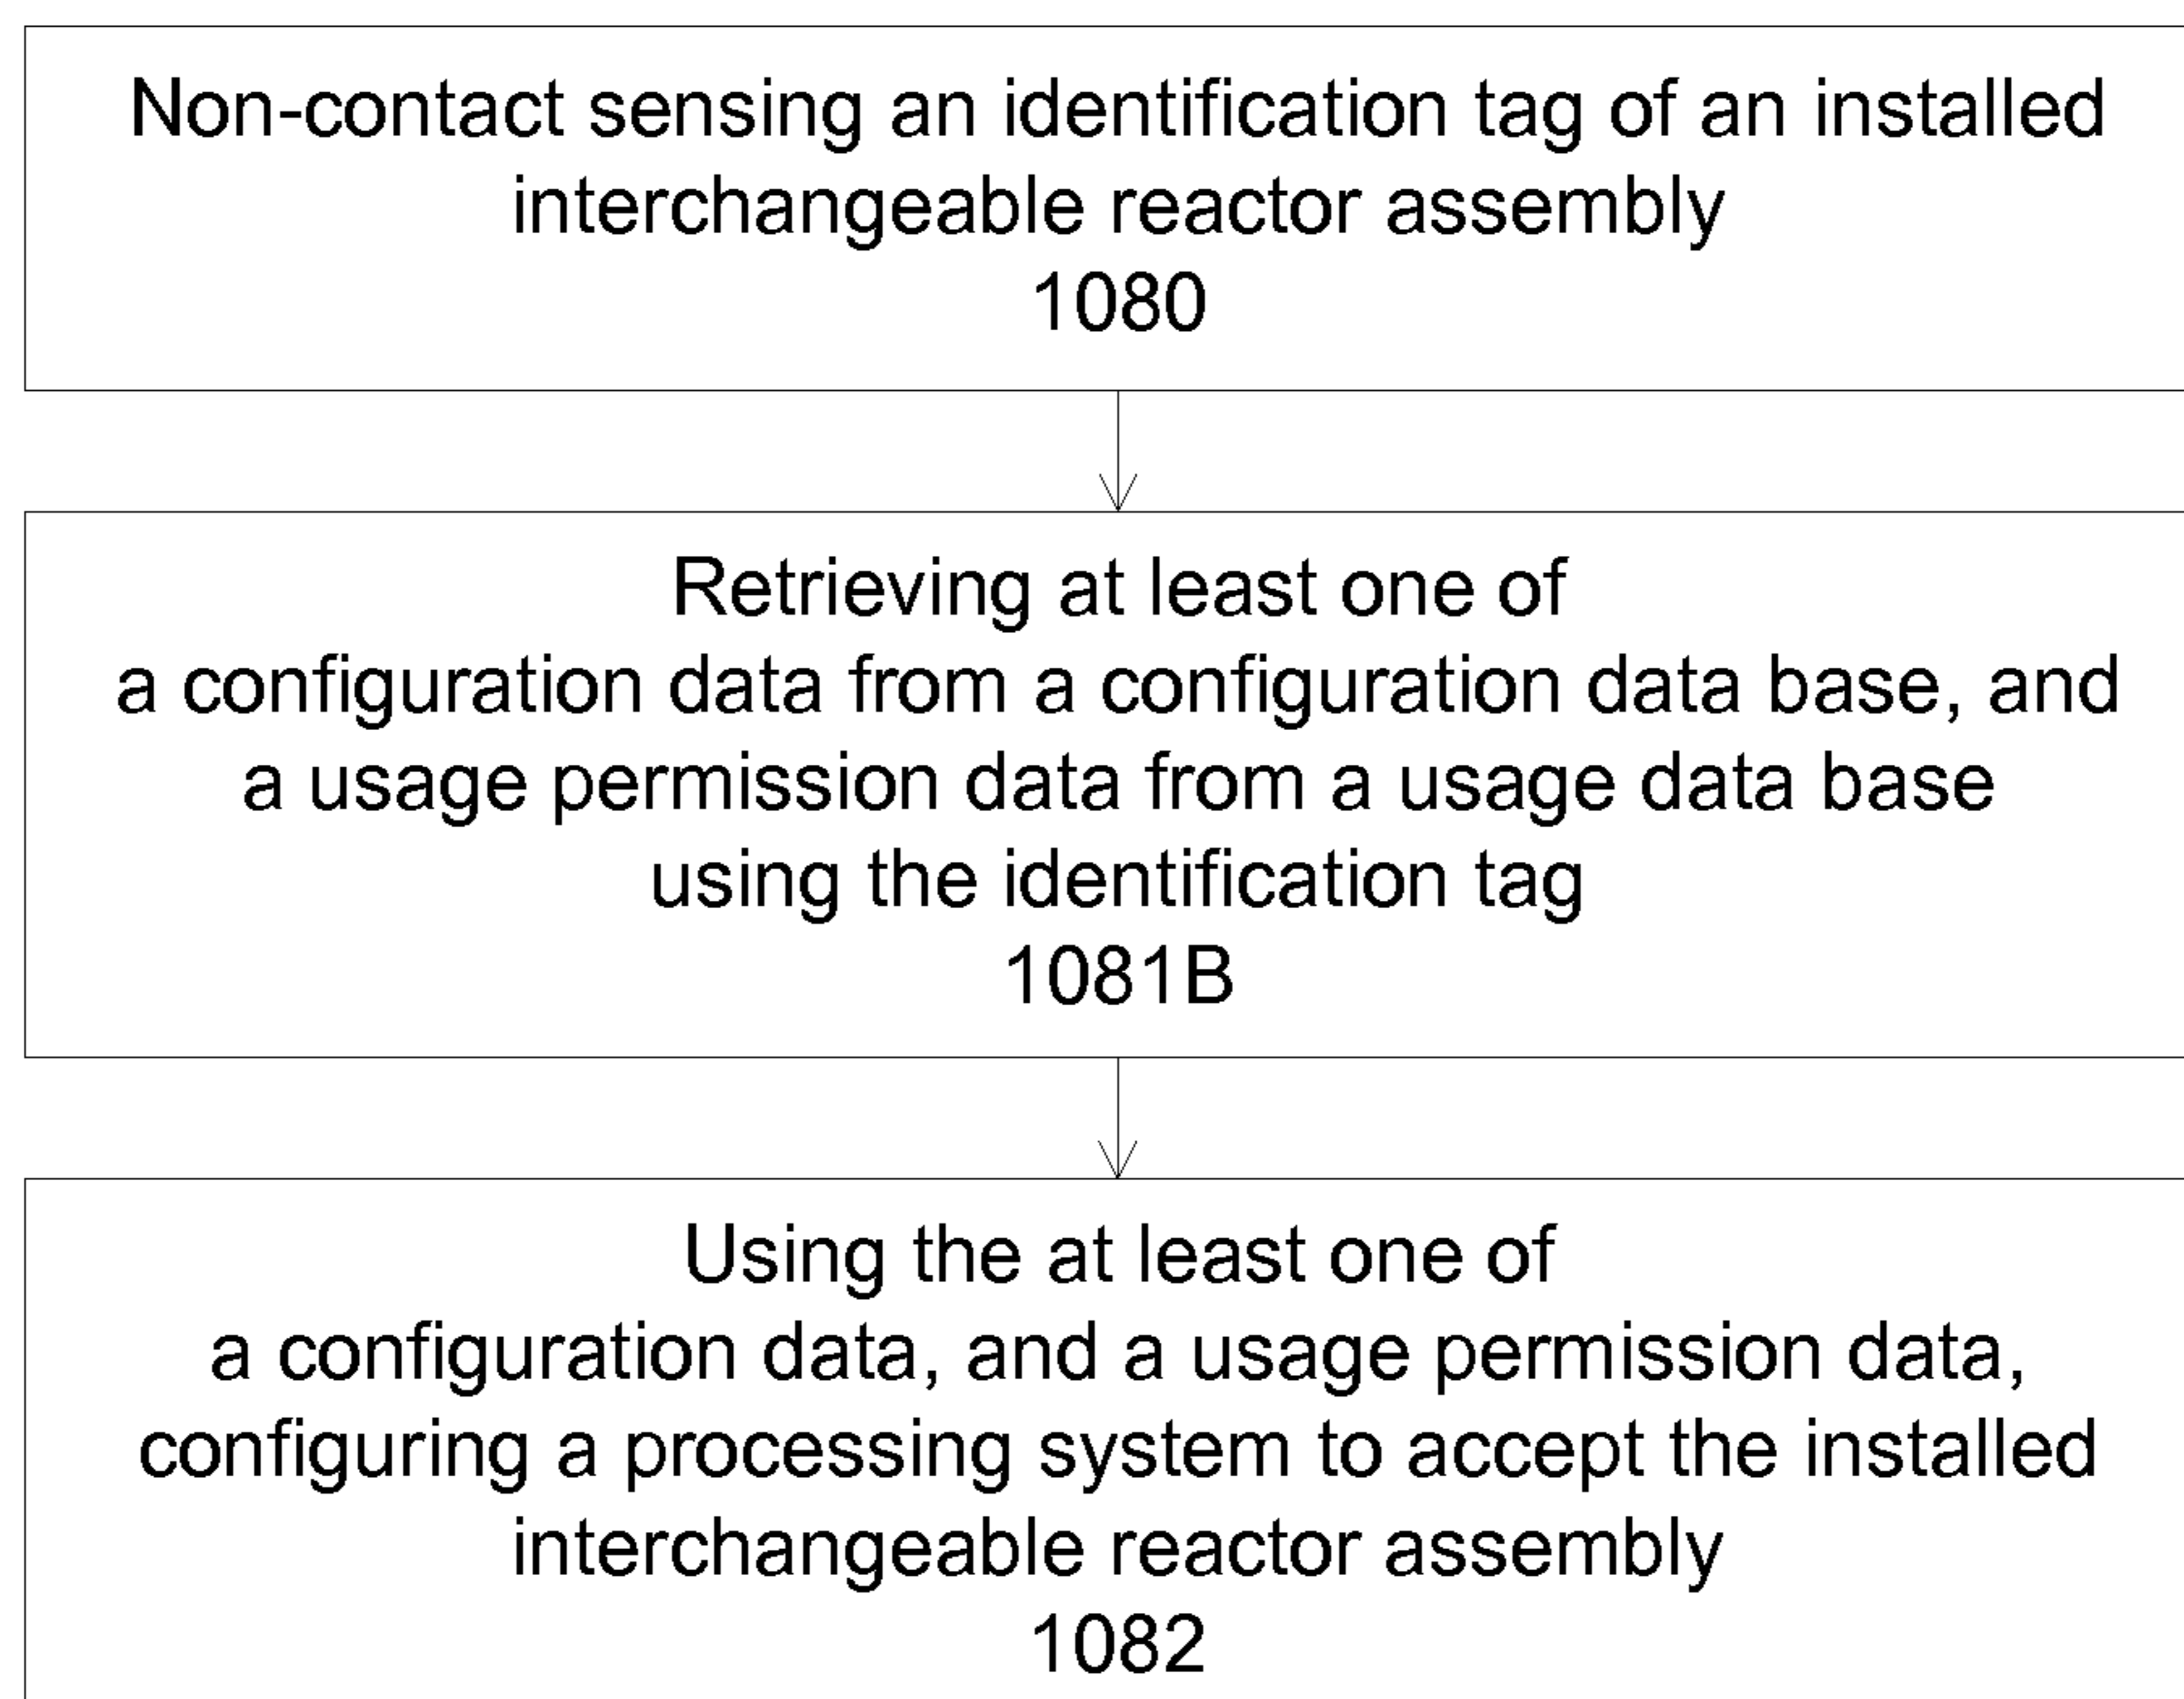 Non-contact sensing an identification tag of an installed
interchangeable reactor assembly
1080
Retrieving at least one of
a configuration data from a configuration data base, and
a usage permission data from a usage data base
using the identification tag
1081B
Using the at least one of
a configuration data, and a usage permission data,
configuring a processing system to accept the installed
interchangeable reactor assembly
1082